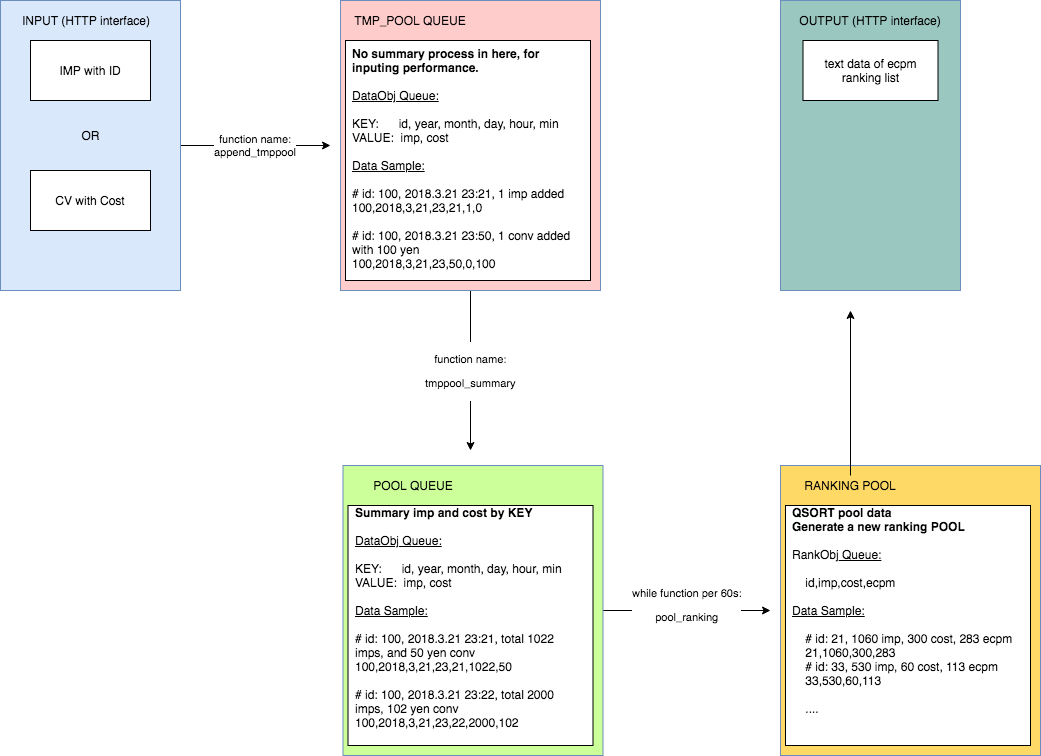 INPUT (HTTP interface)
IMP with ID
OR
CV with Cost
function name:
append_tmppool
TMP_POOL QUEUE
No summary process in here, for
inputing performance.
DataObj Queue:
KEY: id, year, month, day, hour, min
VALUE: imp, cost
Data Sample:
# id: 100, 2018.3.21 23:21, 1 imp added
100,2018,3,21,23,21,1,0
# id: 100, 2018.3.21 23:50, 1 conv added
with 100 yen
100,2018,3,21,23,50,0,100
OUTPUT (HTTP interface)
text data of ecpm
ranking list
function name:
tmppool_summary
POOL QUEUE
Summary imp and cost by KEY
DataObj Queue:
KEY: id, year, month, day, hour, min
VALUE: imp, cost
Data Sample:
# id: 100, 2018.3.21 23:21, total 1022
imps, and 50 yen conv
100,2018,3,21,23,21,1022,50
# id: 100, 2018.3.21 23:22, total 2000
imps, 102 yen conv
100,2018,3,21,23,22,2000,102
while function per 60s:
pool_ranking
RANKING POOL
QSORT pool data
Generate a new ranking POOL
RankObj Queue:
id,imp,cost,ecpm
Data Sample:
# id: 21, 1060 imp, 300 cost, 283 ecpm
21,1060,300,283
# id: 33, 530 imp, 60 cost, 113 ecpm
33,530,60,113
....